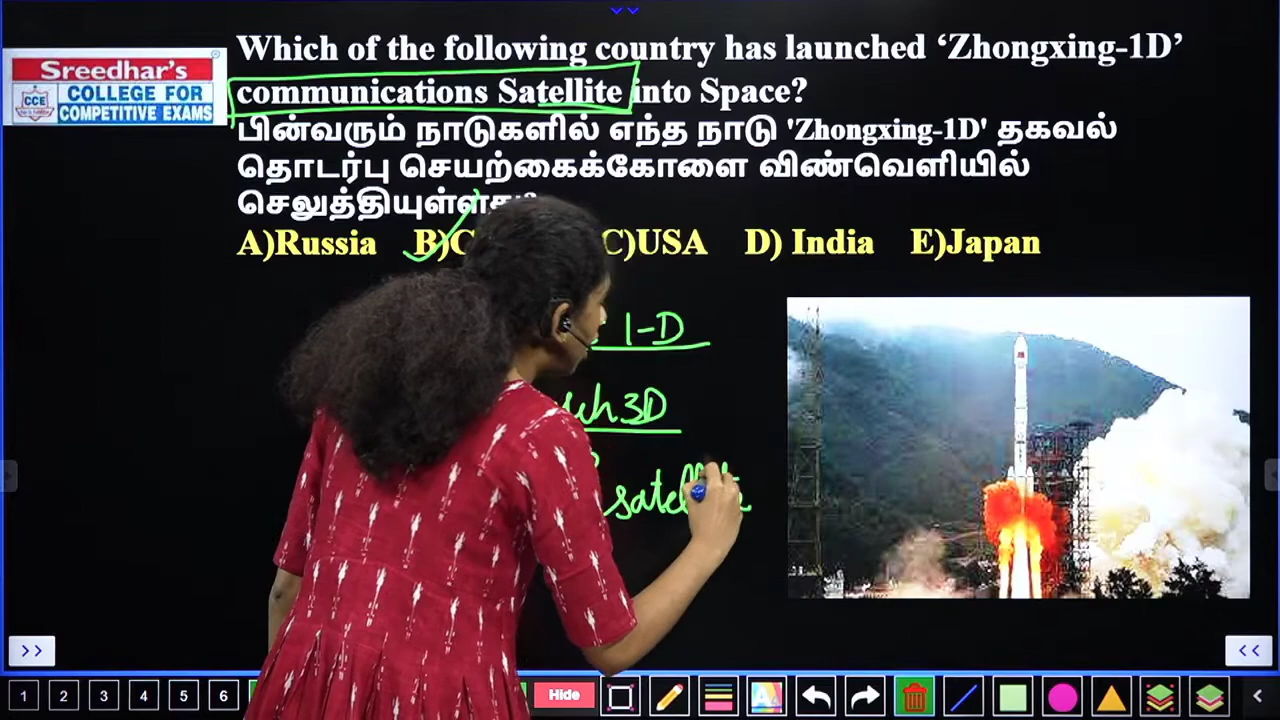 Sreedhar's
CCE
COLLEGE FOR
COMPETITIVE EXAMS
Which of the following country has launched ‘Zhongxing-1D’
communications Satellite into Space?
பின்வரும் நாடுகளில் எந்த நாடு 'Zhongxing-1D' தகவல்
தொடர்பு செயற்கைக்கோளை விண்வெளியில்
A)Russia B) C)USA D) India E)Japan
1-D
3D
satellite
>> <<
1 2 3 4 5 6 Hide